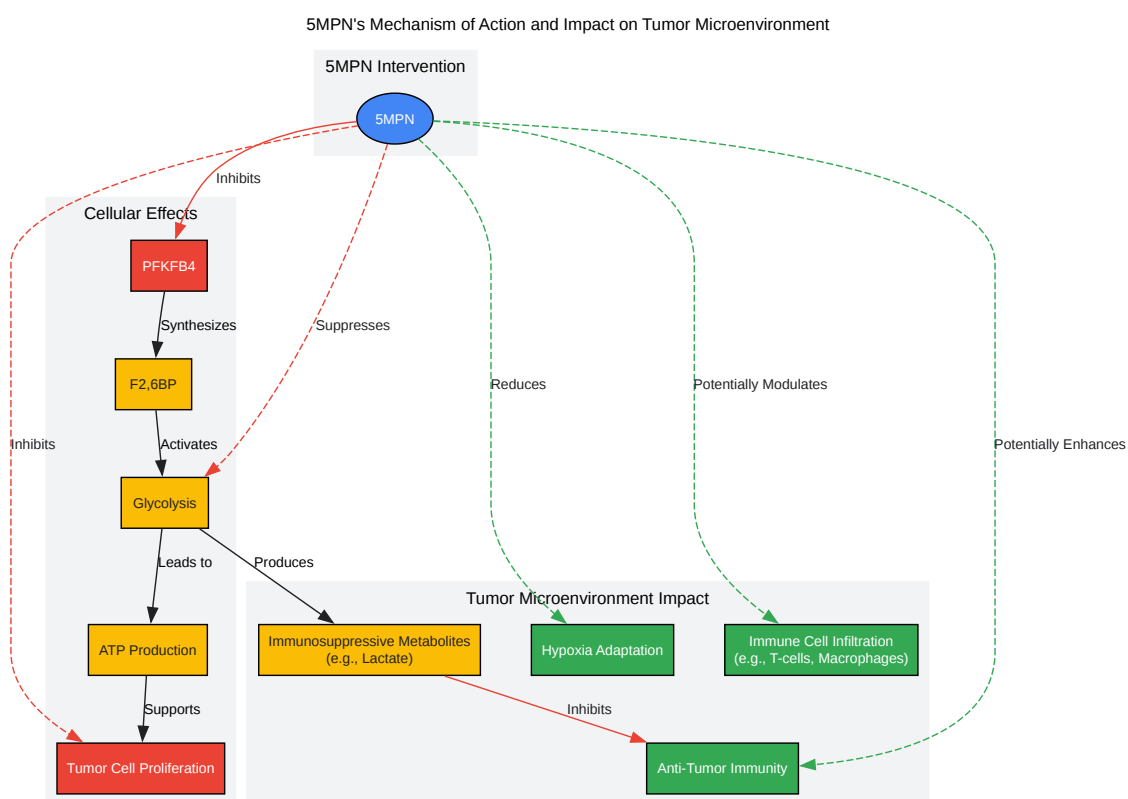 5MPN's Mechanism of Action and Impact on Tumor Microenvironment
5MPN Intervention
5MPN
Inhibits
Cellular Effects
PFKFB4
Synthesizes
Suppresses
F2,6BP
Reduces
Potentially Modulates
Inhibits
Activates
Potentially Enhances
Glycolysis
Leads to
Produces
Tumor Microenvironment Impact
ATP Production
Immunosuppressive Metabolites
(e.g., Lactate)
Hypoxia Adaptation
Immune Cell Infiltration
(e.g., T-cells, Macrophages)
Supports
Inhibits
Tumor Cell Proliferation
Anti-Tumor Immunity